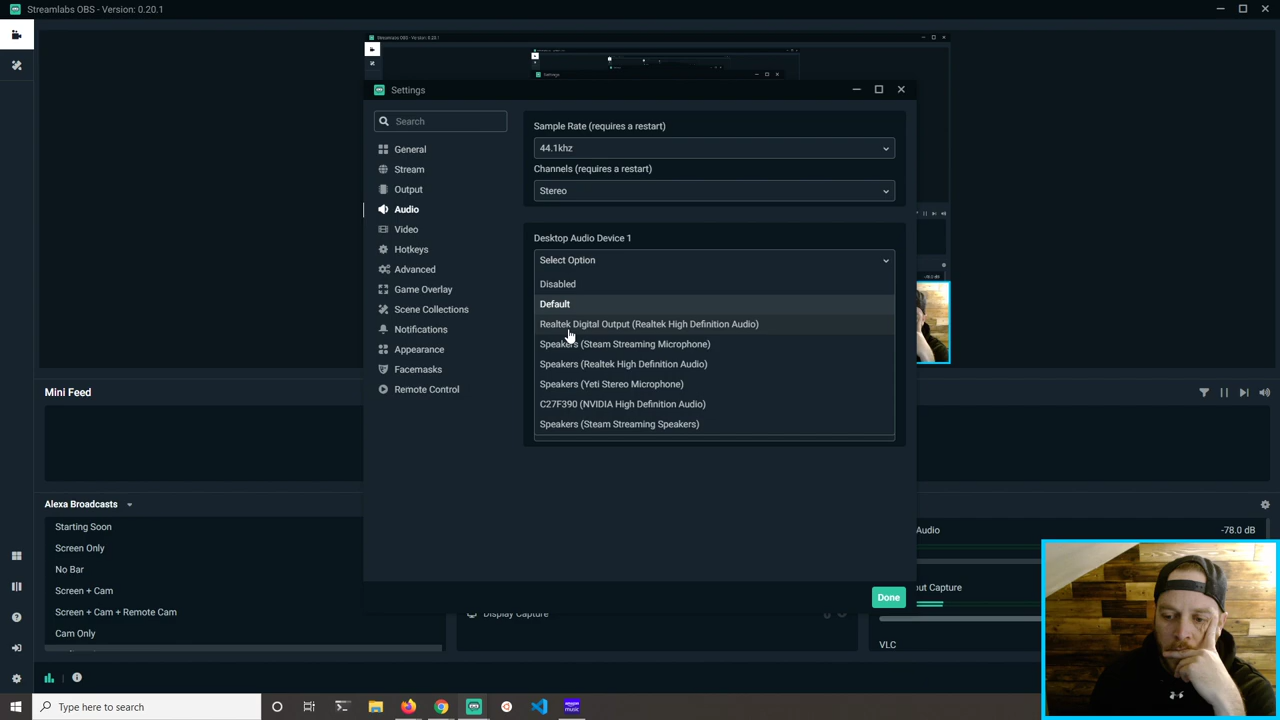 Streamlabs OBS - Version: 0.20.1
Settings
Search
General
Stream
Output
Audio
Video
Hotkeys
Advanced
Game Overlay
Scene Collections
Notifications
Appearance
Facemasks
Remote Control
Sample Rate (requires a restart)
44.1khz
Channels (requires a restart)
Stereo
Desktop Audio Device 1
Select Option
Disabled
Default
Realtek Digital Output (Realtek High Definition Audio)
Speakers (Steam Streaming Microphone)
Speakers (Realtek High Definition Audio)
Speakers (Yeti Stereo Microphone)
C27F390 (NVIDIA High Definition Audio)
Speakers (Steam Streaming Speakers)
Done
Mini Feed
Alexa Broadcasts
Starting Soon
Screen Only
No Bar
Screen + Cam
Screen + Cam + Remote Cam
Cam Only
Display Capture
Audio
-78.0 dB
out Capture
VLC
Type here to search